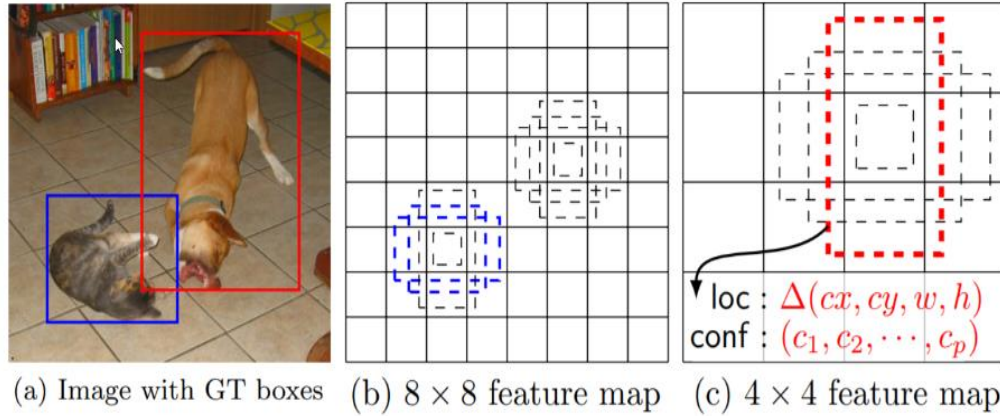 loc : Δ(cx, cy, w, h)
conf : (c₁, c₂, ⋯, cₚ)
(a) Image with GT boxes
(b) 8 × 8 feature map
(c) 4 × 4 feature map